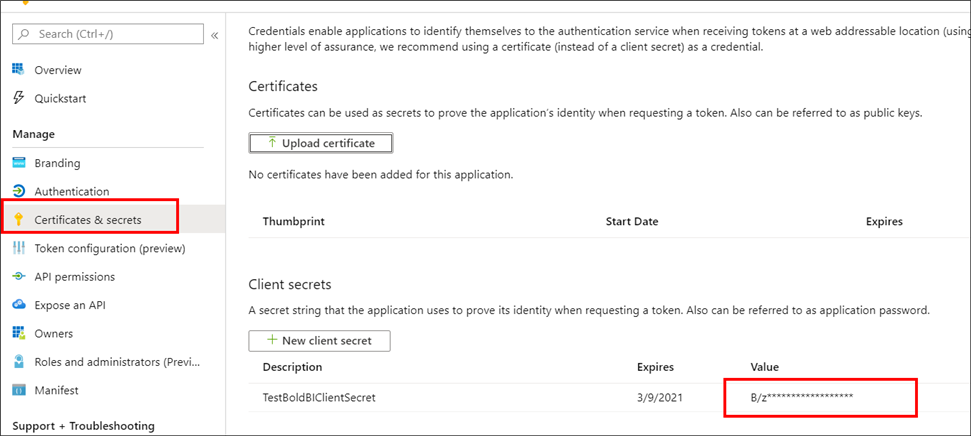 Search (Ctrl+/)
«
Overview
Quickstart
Manage
Branding
Authentication
Certificates & secrets
Token configuration (preview)
API permissions
Expose an API
Owners
Roles and administrators (Previ...
Manifest
Support + Troubleshooting
Credentials enable applications to identify themselves to the authentication service when receiving tokens at a web addressable location (using
higher level of assurance, we recommend using a certificate (instead of a client secret) as a credential.
Certificates
Certificates can be used as secrets to prove the application's identity when requesting a token. Also can be referred to as public keys.
Upload certificate
No certificates have been added for this application.
Thumbprint Start Date Expires
Client secrets
A secret string that the application uses to prove its identity when requesting a token. Also can be referred to as application password.
New client secret
Description Expires Value
TestBoldBIClientSecret 3/9/2021 B/z******************